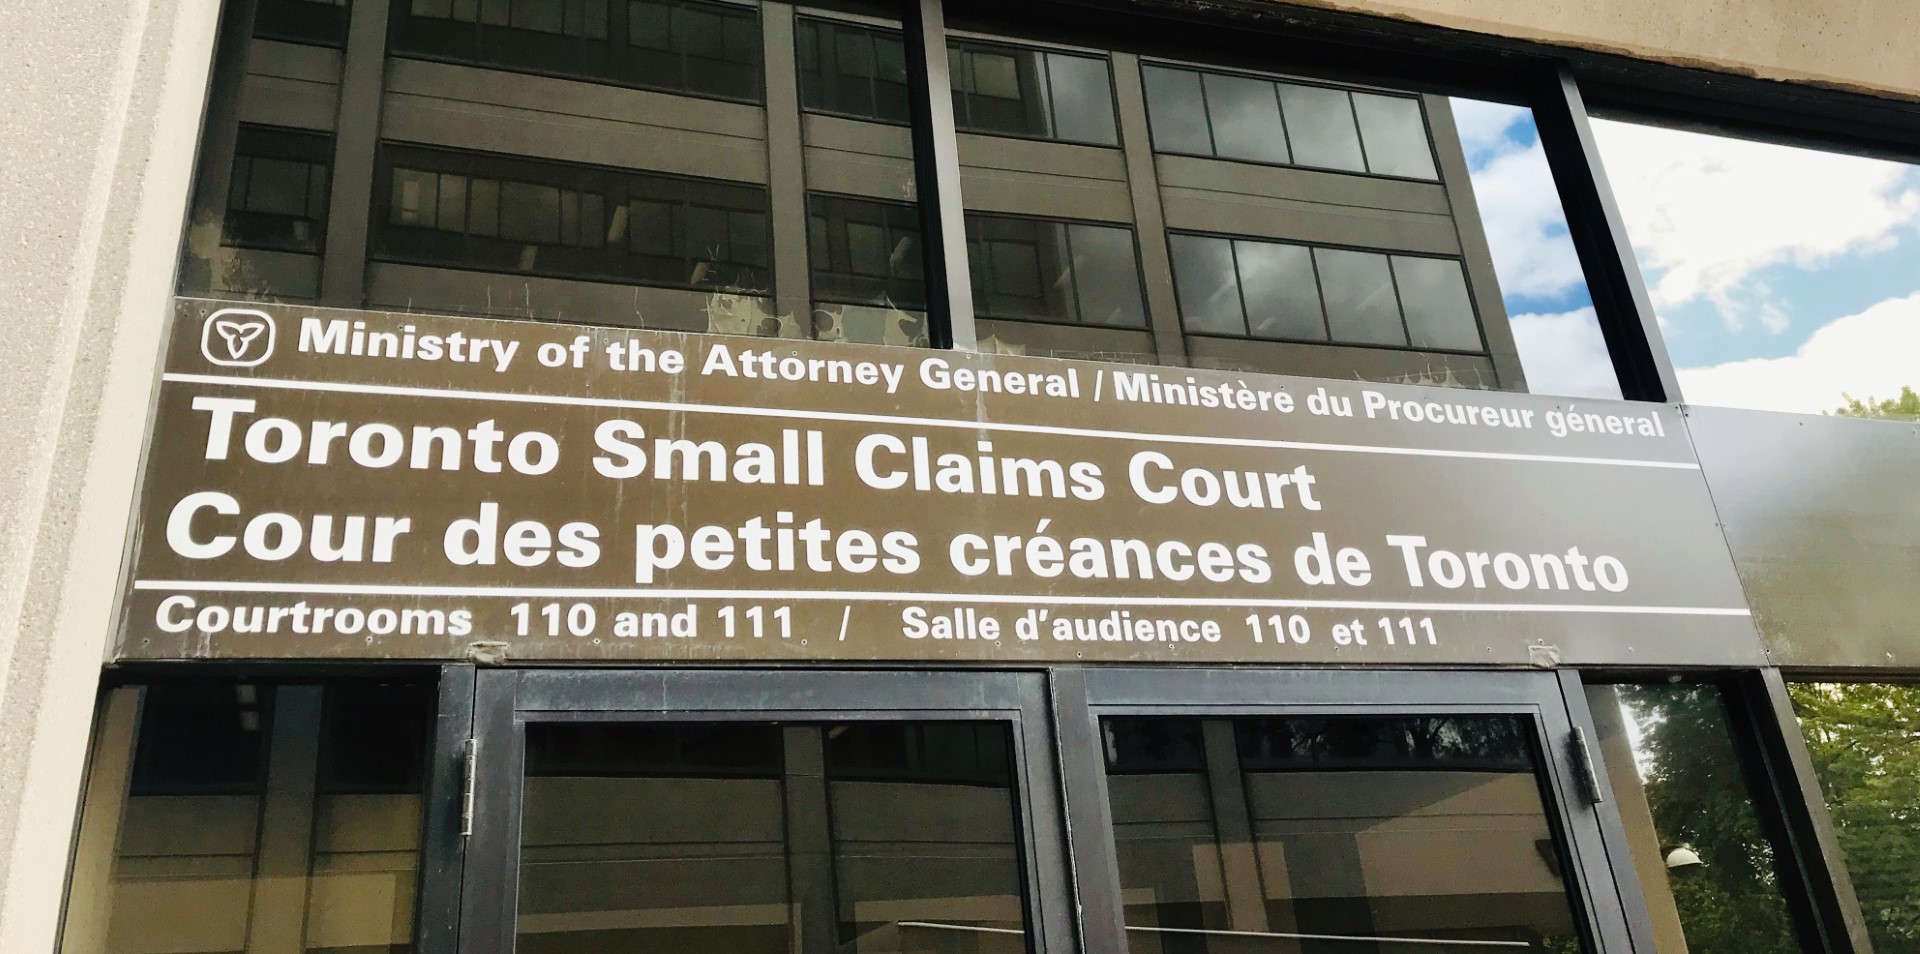 Ministry of the Attorney General / Ministère du Procureur géneral
Toronto Small Claims Court
Cour des petites créances de Toronto
Courtrooms 110 and 111 / Salle d'audience 110 et 111